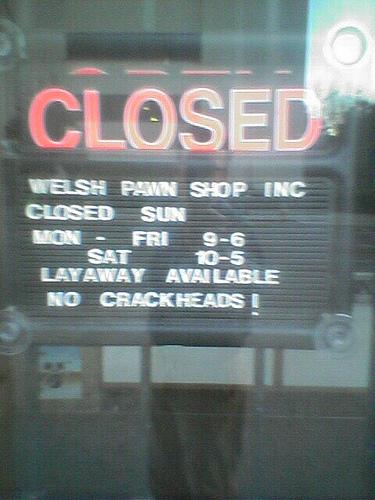 CLOSED
WELSH PAWN SHOP INC
CLOSED SUN
MON - FRI 9-6
SAT 10-5
LAYAWAY AVAILABLE
NO CRACKHEADS!